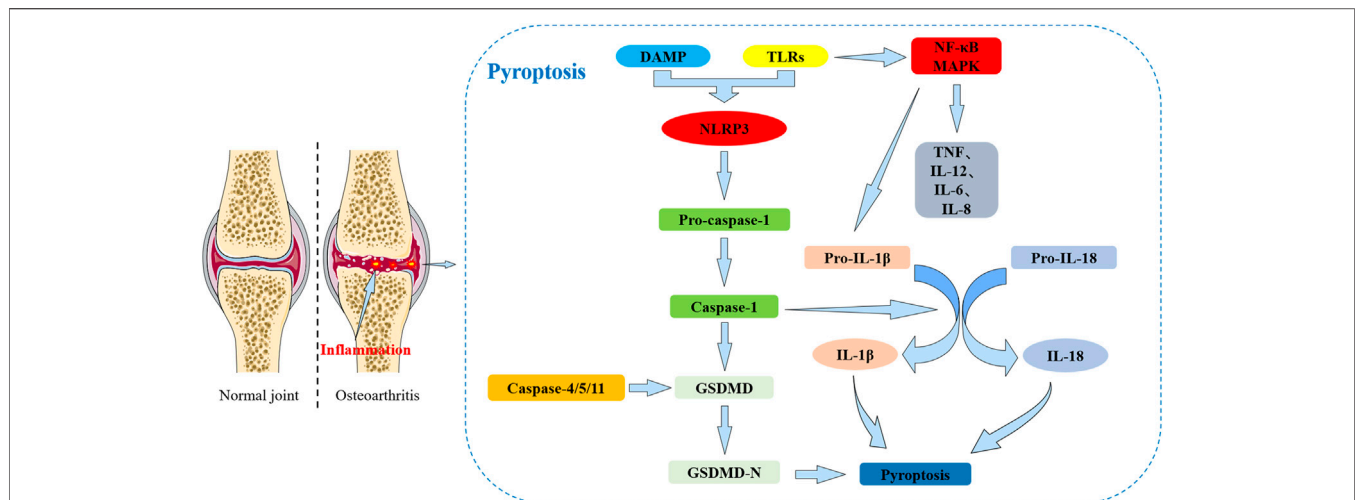 Pyroptosis
DAMP
TLRs
NF-κB
MAPK
NLRP3
TNF、
IL-12、
IL-6、
IL-8
Pro-caspase-1
Pro-IL-1β
Pro-IL-18
Caspase-1
Inflammation
IL-1β
IL-18
Normal joint
Osteoarthritis
Caspase-4/5/11
GSDMD
GSDMD-N
Pyroptosis